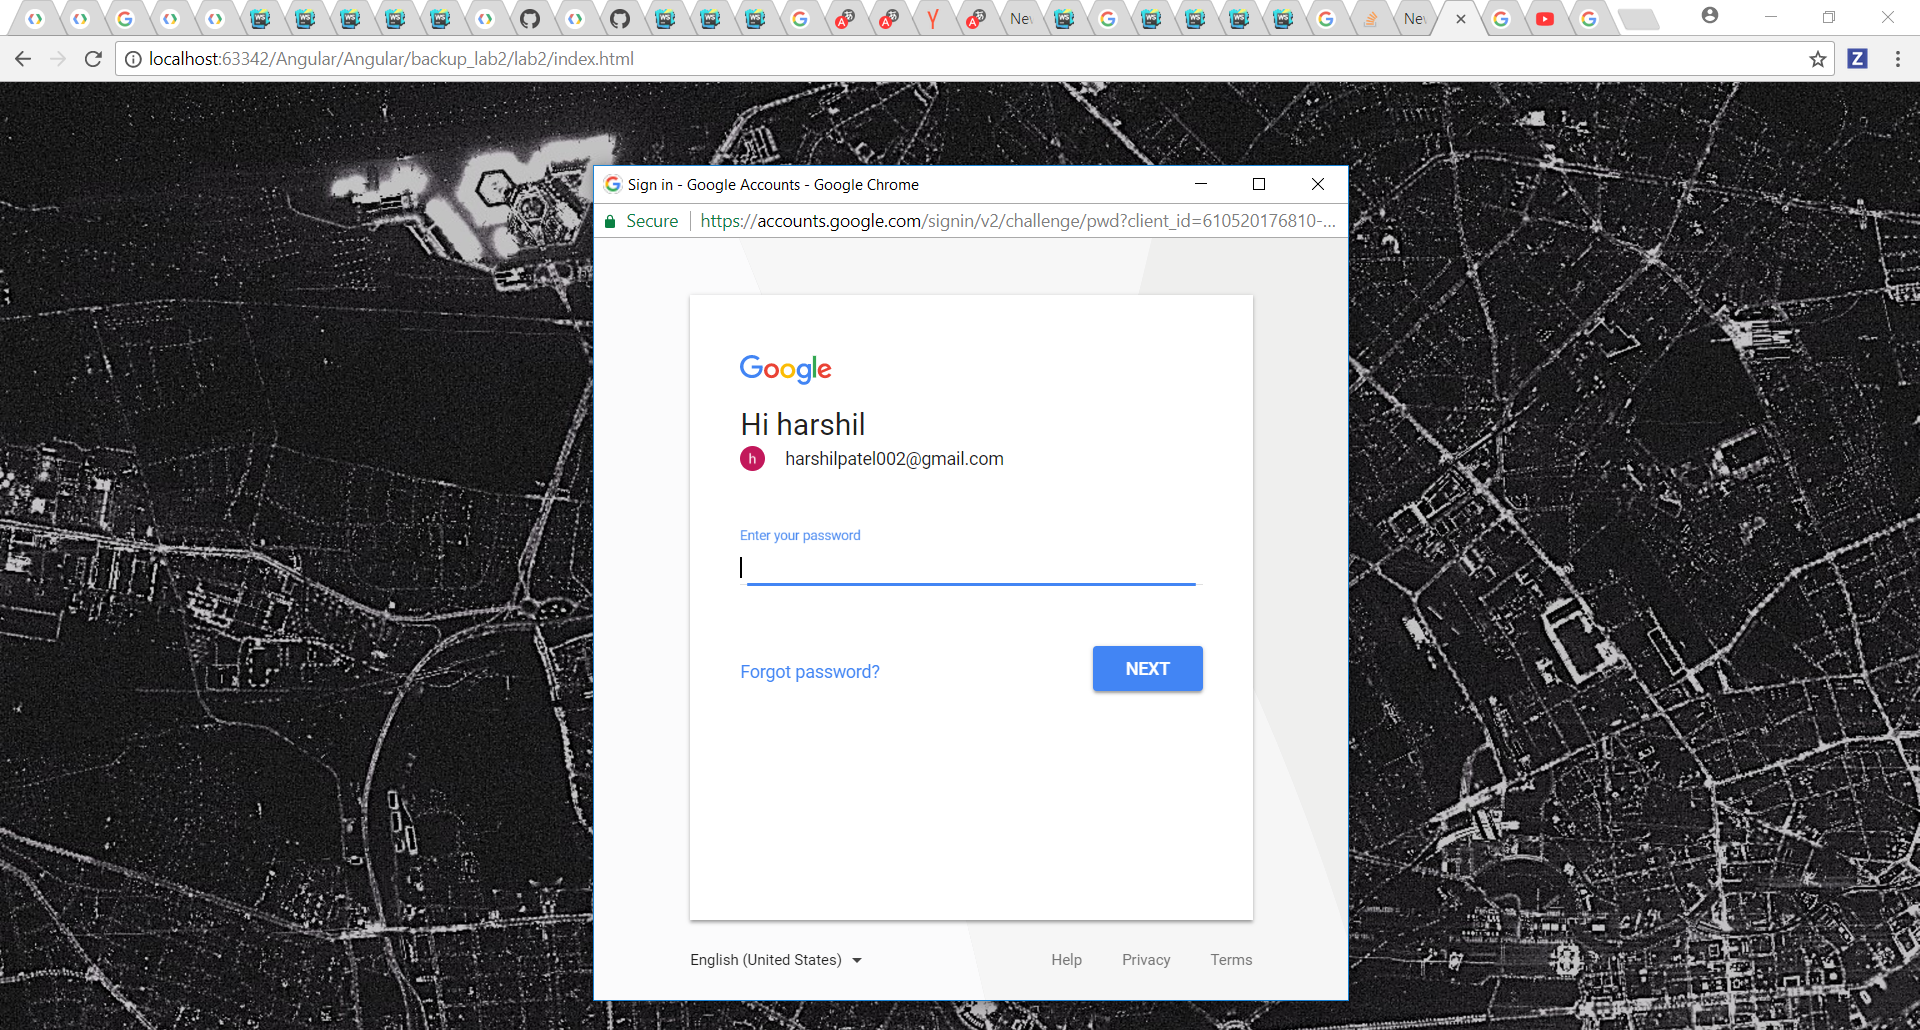 New
New
localhost:63342/Angular/Angular/backup_lab2/lab2/index.html
Sign in - Google Accounts - Google Chrome
Secure
https://accounts.google.com/signin/v2/challenge/pwd?client_id=610520176810-...
Google
Hi harshil
h harshilpatel002@gmail.com
Enter your password
Forgot password?
NEXT
English (United States)
Help
Privacy
Terms